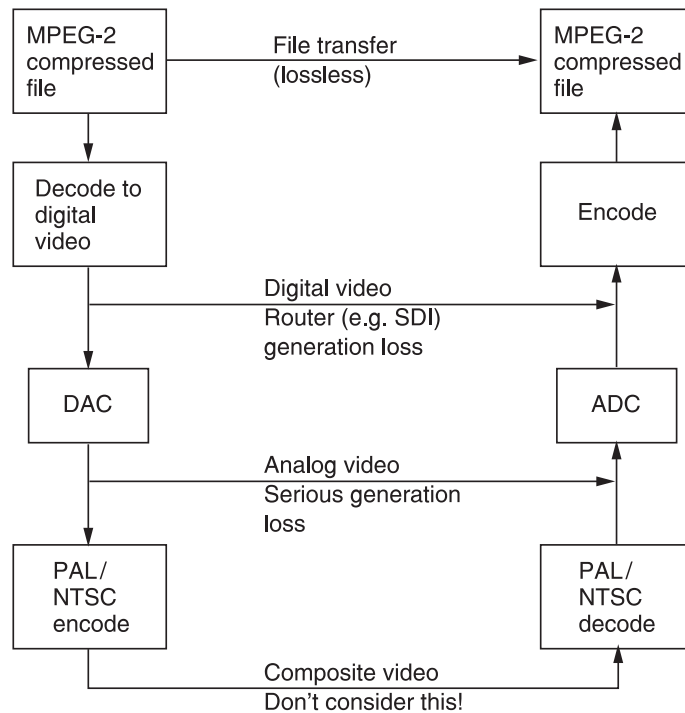 MPEG-2
compressed
file
File transfer
(lossless)
MPEG-2
compressed
file
Decode to
digital
video
Encode
Digital video
Router (e.g. SDI)
generation loss
DAC
ADC
Analog video
Serious generation
loss
PAL/
NTSC
encode
PAL/
NTSC
decode
Composite video
Don't consider this!